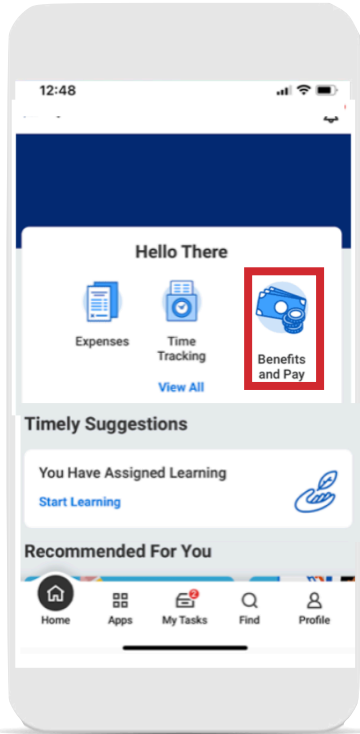 12:48
Hello There
Expenses
Time
Tracking
Benefits
and Pay
View All
Timely Suggestions
You Have Assigned Learning
Start Learning
Recommended For You
Home
Apps
My Tasks
Find
Profile